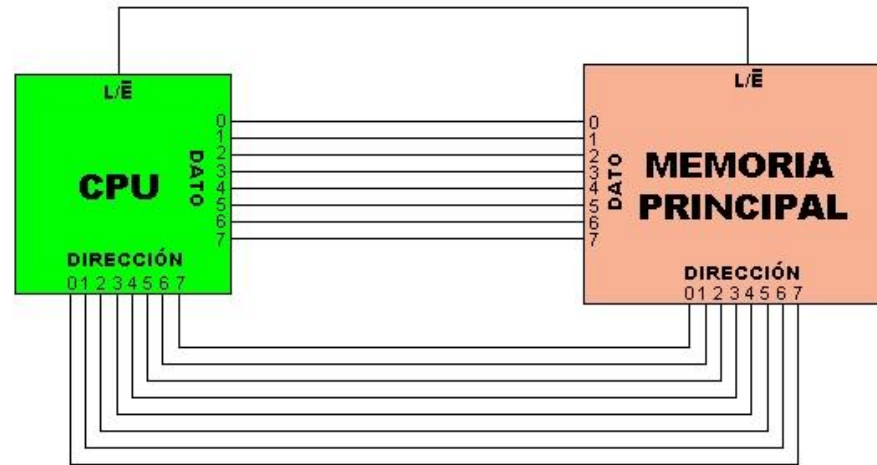 L/E̅
L/E̅
0
1
2
3
4
5
6
7
DATO
CPU
DIRECCIÓN
0 1 2 3 4 5 6 7
0
1
2
3
4
5
6
7
DATO
MEMORIA
PRINCIPAL
DIRECCIÓN
0 1 2 3 4 5 6 7